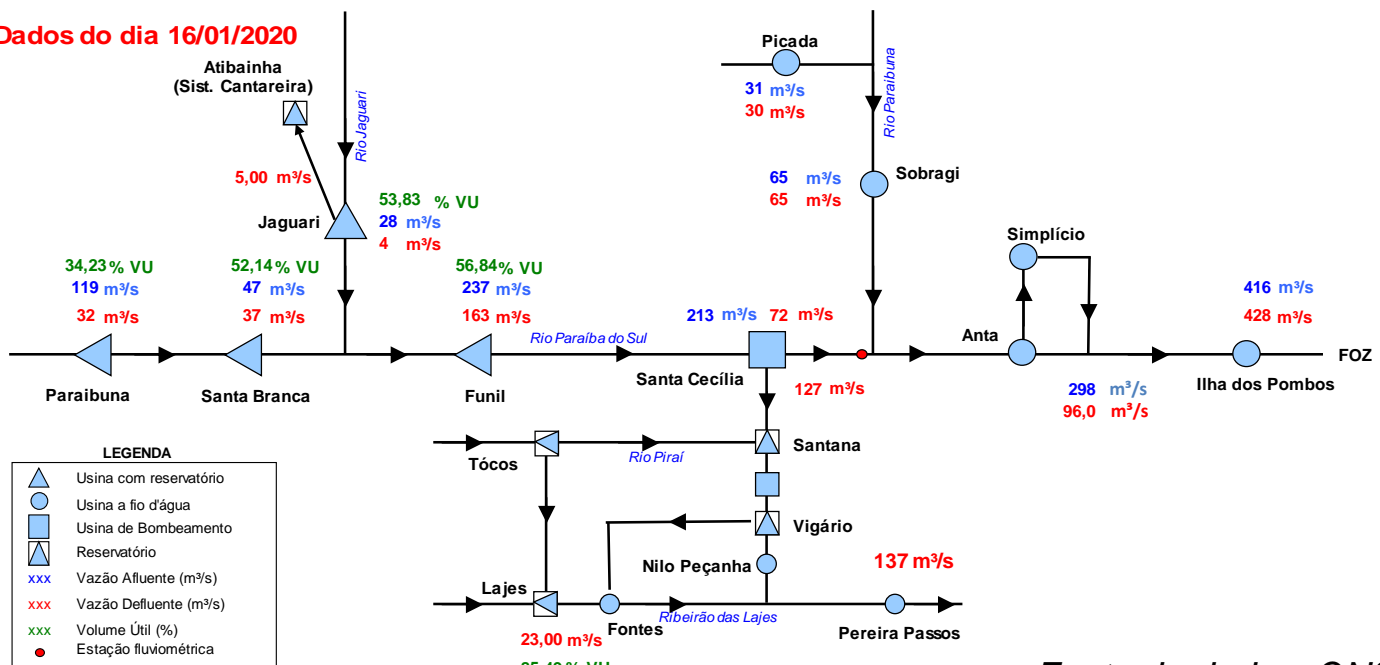 Dados do dia 16/01/2020
Atibainha
(Sist. Cantareira)
Rio Jaguari
5,00 m³/s
Jaguari
53,83 % VU
28 m³/s
4 m³/s
Picada
31 m³/s
30 m³/s
Rio Paraibuna
65 m³/s
65 m³/s
Sobragi
Simplício
34,23% VU
119 m³/s
32 m³/s
Paraibuna
52,14% VU
47 m³/s
37 m³/s
Santa Branca
56,84% VU
237 m³/s
163 m³/s
Funil
Rio Paraíba do Sul
213 m³/s 72 m³/s
Santa Cecília
127 m³/s
Anta
298 m³/s
96,0 m³/s
416 m³/s
428 m³/s
Ilha dos Pombos
FOZ
Tócos
Rio Piraí
Santana
Vigário
Nilo Peçanha
137 m³/s
Lajes
Fontes
Ribeirão das Lajes
Pereira Passos
23,00 m³/s
LEGENDA
Usina com reservatório
Usina a fio d'água
Usina de Bombeamento
Reservatório
xxx Vazão Afluente (m³/s)
xxx Vazão Defluente (m³/s)
xxx Volume Útil (%)
Estação fluviométrica